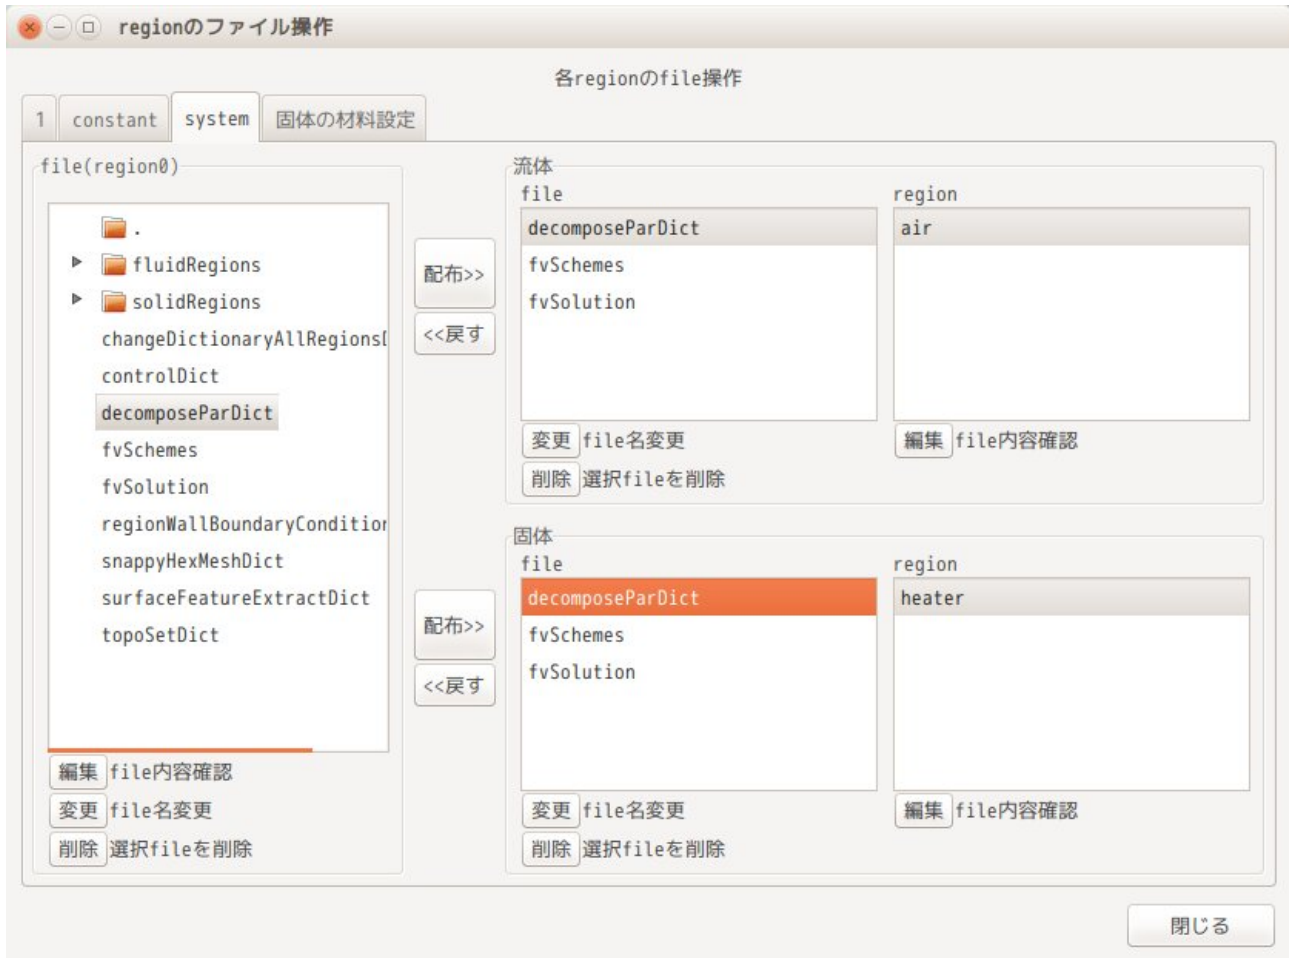 regionのファイル操作
各regionのfile操作
1 constant system 固体の材料設定
file(region0)
.
fluidRegions
solidRegions
changeDictionaryAllRegions
controlDict
decomposeParDict
fvSchemes
fvSolution
regionWallBoundaryCondition
snappyHexMeshDict
surfaceFeatureExtractDict
topoSetDict
編集 file内容確認
変更 file名変更
削除 選択fileを削除
配布>>
<<戻す
配布>>
<<戻す
流体
file
decomposeParDict
fvSchemes
fvSolution
変更 file名変更
削除 選択fileを削除
region
air
編集 file内容確認
固体
file
decomposeParDict
fvSchemes
fvSolution
変更 file名変更
削除 選択fileを削除
region
heater
編集 file内容確認
閉じる